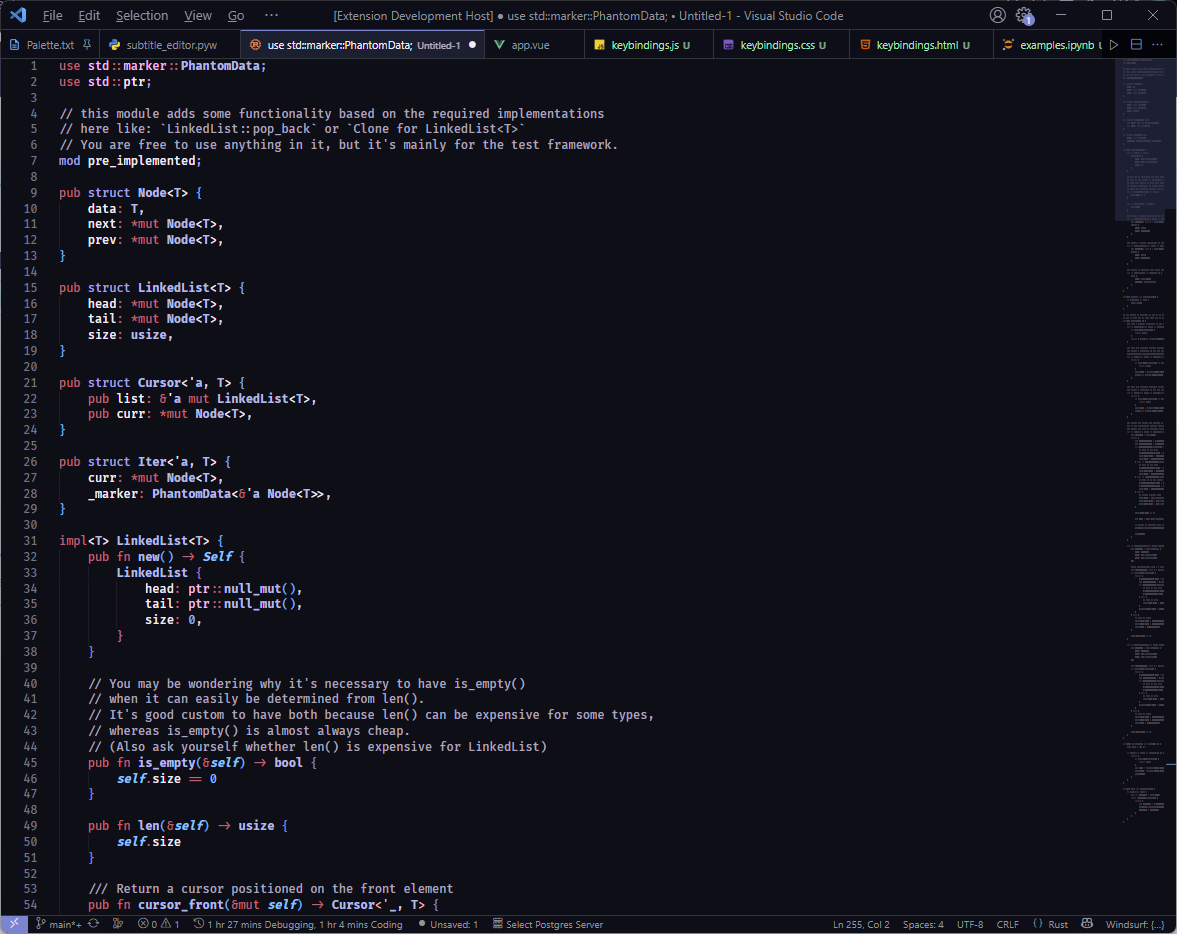 File Edit Selection View Go ··· [Extension Development Host] ● use std::marker::PhantomData; • Untitled-1 - Visual Studio Code 1
Palette.txt subtitle_editor.pyw use std::marker::PhantomData; Untitled-1 ● app.vue keybindings.js U keybindings.css U keybindings.html U examples.ipynb
1 use std::marker::PhantomData;
2 use std::ptr;
3
4 // this module adds some functionality based on the required implementations
5 // here like: `LinkedList::pop_back` or `Clone for LinkedList<T>`
6 // You are free to use anything in it, but it's mainly for the test framework.
7 mod pre_implemented;
8
9 pub struct Node<T> {
10 data: T,
11 next: *mut Node<T>,
12 prev: *mut Node<T>,
13 }
14
15 pub struct LinkedList<T> {
16 head: *mut Node<T>,
17 tail: *mut Node<T>,
18 size: usize,
19 }
20
21 pub struct Cursor<'a, T> {
22 pub list: &'a mut LinkedList<T>,
23 pub curr: *mut Node<T>,
24 }
25
26 pub struct Iter<'a, T> {
27 curr: *mut Node<T>,
28 _marker: PhantomData<&'a Node<T>>,
29 }
30
31 impl<T> LinkedList<T> {
32 pub fn new() -> Self {
33 LinkedList {
34 head: ptr::null_mut(),
35 tail: ptr::null_mut(),
36 size: 0,
37 }
38 }
39
40 // You may be wondering why it's necessary to have is_empty()
41 // when it can easily be determined from len().
42 // It's good custom to have both because len() can be expensive for some types,
43 // whereas is_empty() is almost always cheap.
44 // (Also ask yourself whether len() is expensive for LinkedList)
45 pub fn is_empty(&self) -> bool {
46 self.size == 0
47 }
48
49 pub fn len(&self) -> usize {
50 self.size
51 }
52
53 /// Return a cursor positioned on the front element
54 pub fn cursor_front(&mut self) -> Cursor<'_, T> {
main*+ 0 1 1 hr 27 mins Debugging, 1 hr 4 mins Coding ● Unsaved: 1 Select Postgres Server Ln 255, Col 2 Spaces: 4 UTF-8 CRLF {} Rust Windsurf: {...}